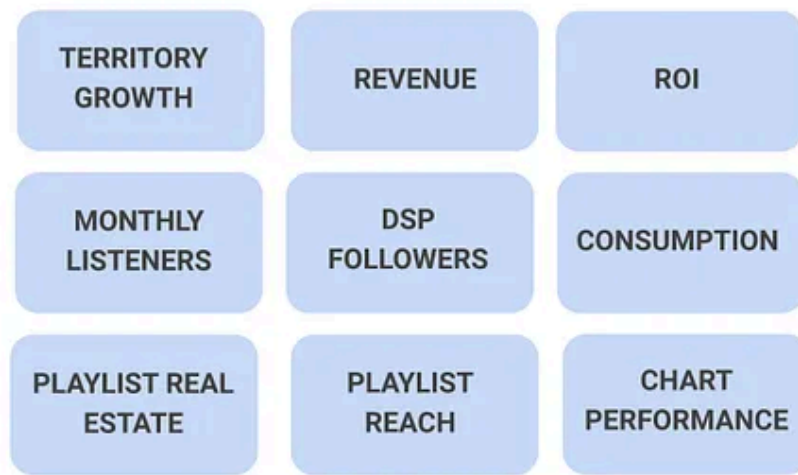 TERRITORY
GROWTH
REVENUE
ROI
MONTHLY
LISTENERS
DSP
FOLLOWERS
CONSUMPTION
PLAYLIST REAL
ESTATE
PLAYLIST
REACH
CHART
PERFORMANCE